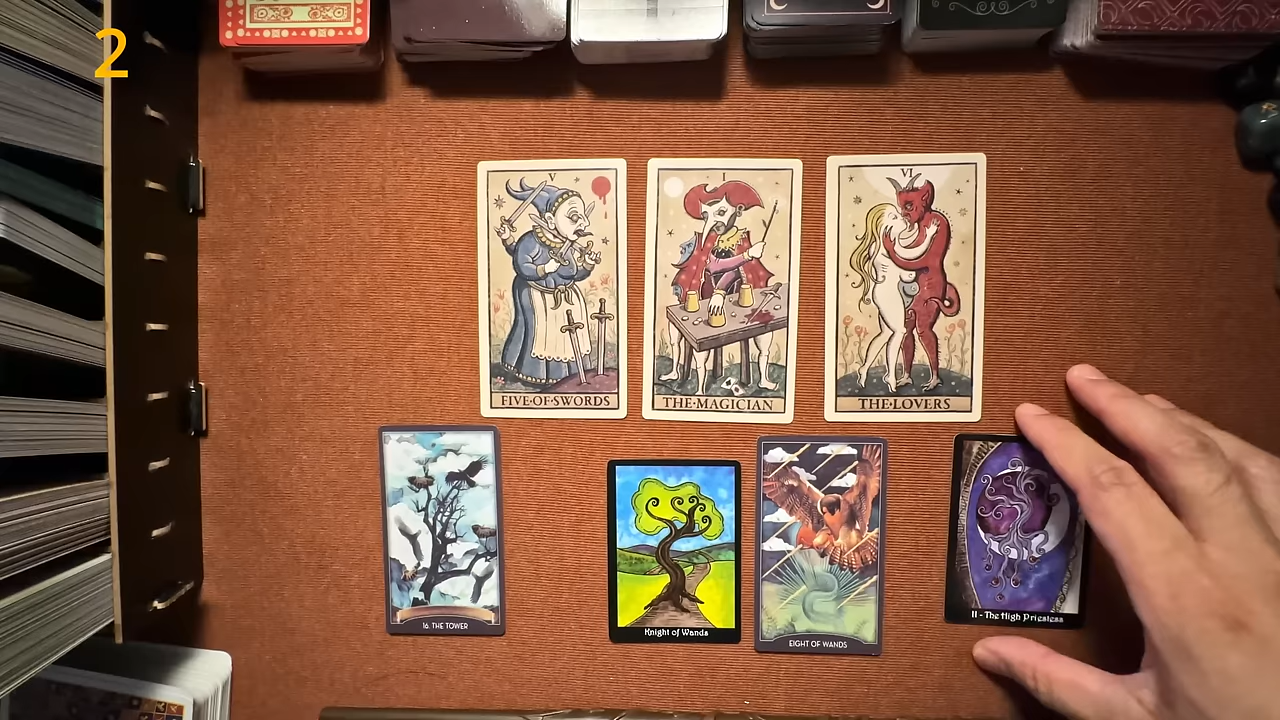 2
V
FIVE·OF·SWORDS
I
THE·MAGICIAN
VI
THE·LOVERS
16. THE TOWER
Knight of Wands
EIGHT OF WANDS
II - The High Priestess